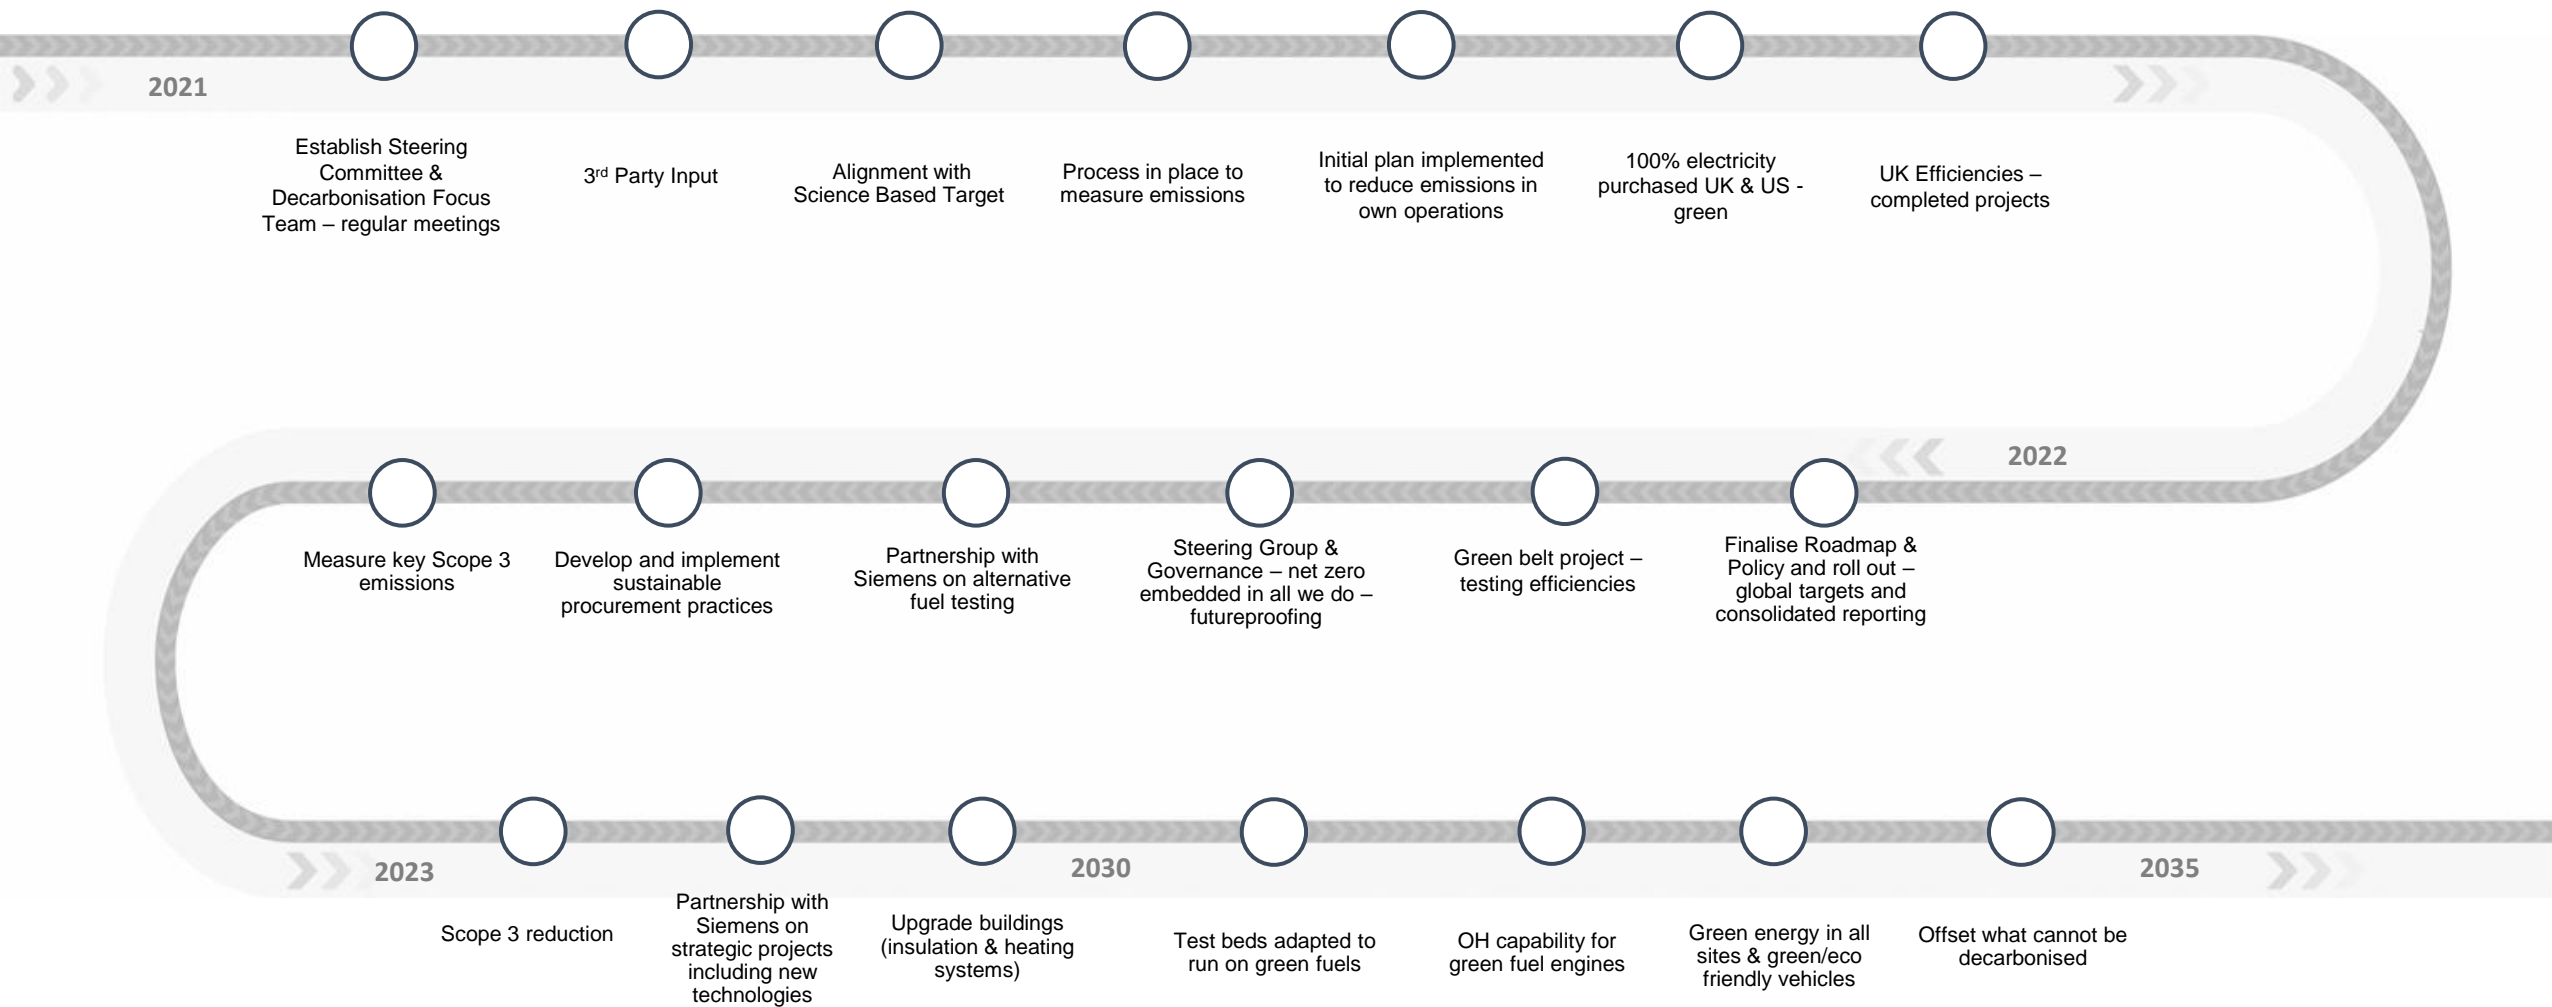 2021
Establish Steering
Committee &
Decarbonisation Focus
Team – regular meetings
3rd Party Input
Alignment with
Science Based Target
Process in place to
measure emissions
Initial plan implemented
to reduce emissions in
own operations
100% electricity
purchased UK & US -
green
UK Efficiencies –
completed projects
2022
Finalise Roadmap &
Policy and roll out –
global targets and
consolidated reporting
Green belt project –
testing efficiencies
Steering Group &
Governance – net zero
embedded in all we do –
futureproofing
Partnership with
Siemens on alternative
fuel testing
Develop and implement
sustainable
procurement practices
Measure key Scope 3
emissions
2023
Scope 3 reduction
Partnership with
Siemens on
strategic projects
including new
technologies
Upgrade buildings
(insulation & heating
systems)
2030
Test beds adapted to
run on green fuels
OH capability for
green fuel engines
Green energy in all
sites & green/eco
friendly vehicles
Offset what cannot be
decarbonised
2035